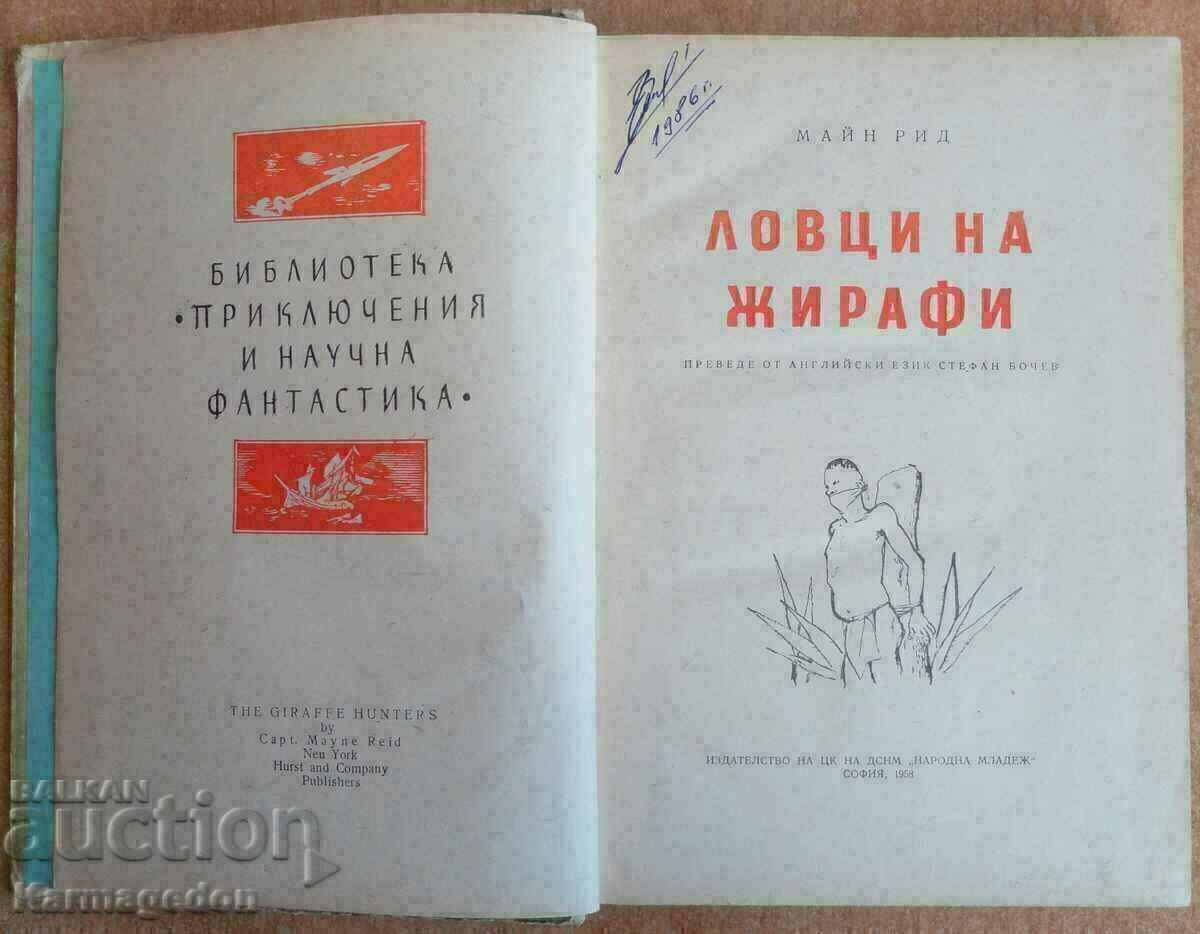 БИБЛИОТЕКА
•ПРИКЛЮЧЕНИЯ
И НАУЧНА
ФАНТАСТИКА•
THE GIRAFFE HUNTERS
by
Capt. Mayne Reid
Neu York
Hurst and Company
Publishers
1986 г.
МАЙН РИД
ЛОВЦИ НА
ЖИРАФИ
ПРЕВЕДЕ ОТ АНГЛИЙСКИ ЕЗИК СТЕФАН БОЧЕВ
ИЗДАТЕЛСТВО НА ЦК НА ДСНМ „НАРОДНА МЛАДЕЖ“
СОФИЯ, 1958
BALKAN
auction
Karmagedon